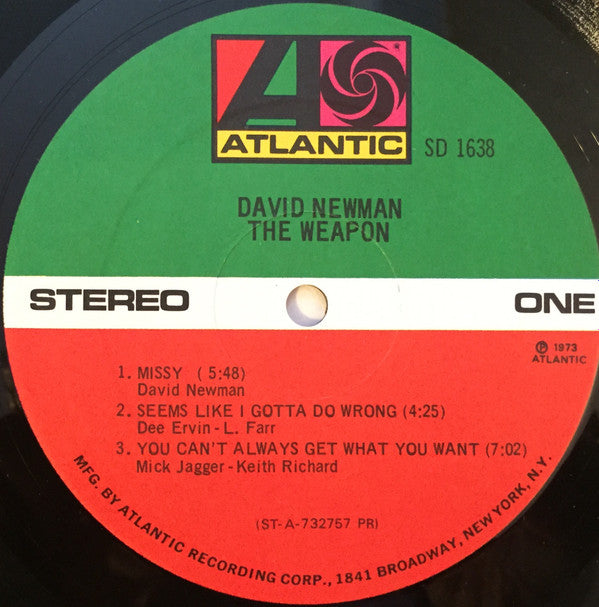 ATLANTIC
®
SD 1638
DAVID NEWMAN
THE WEAPON
STEREO
ONE
℗ 1973
ATLANTIC
1. MISSY ( 5:48)
David Newman
2. SEEMS LIKE I GOTTA DO WRONG (4:25)
Dee Ervin - L. Farr
3. YOU CAN'T ALWAYS GET WHAT YOU WANT (7:02)
Mick Jagger - Keith Richard
(ST-A-732757 PR)
MFG. BY ATLANTIC RECORDING CORP., 1841 BROADWAY, NEW YORK, N.Y.